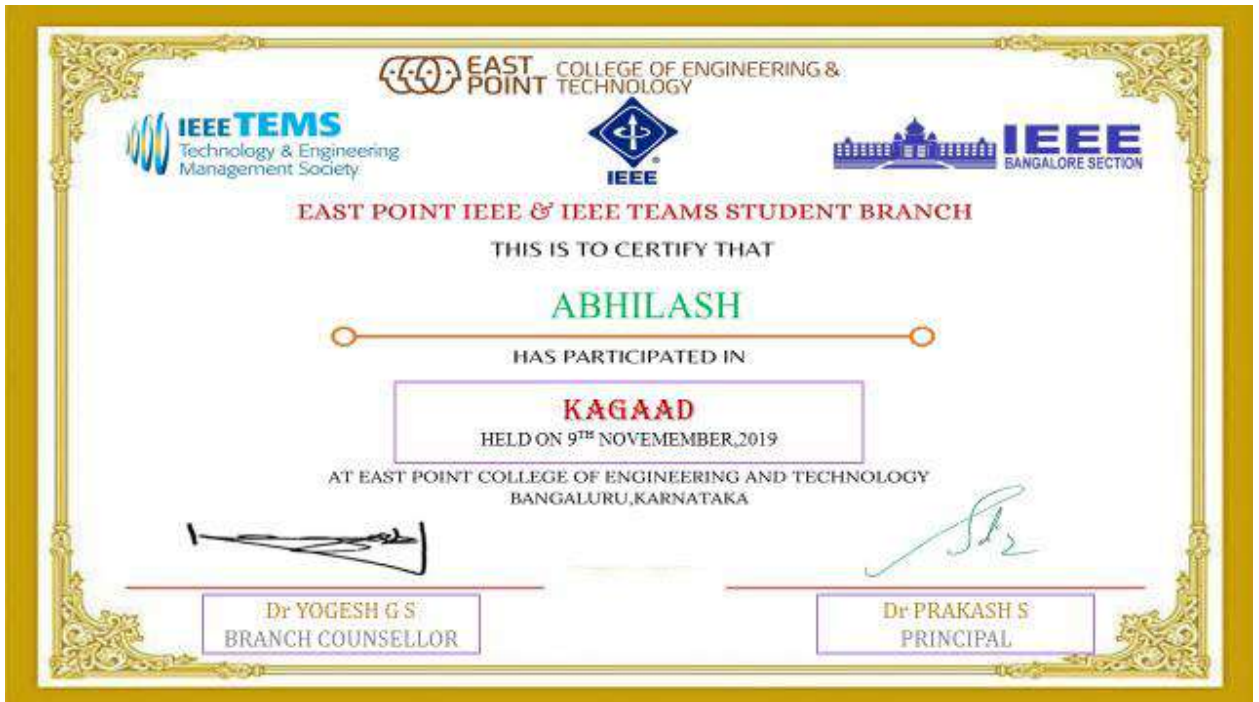 EAST POINT COLLEGE OF ENGINEERING & TECHNOLOGY
IEEE TEMS
Technology & Engineering
Management Society
IEEE
IEEE
BANGALORE SECTION
EAST POINT IEEE & IEEE TEAMS STUDENT BRANCH
THIS IS TO CERTIFY THAT
ABHILASH
HAS PARTICIPATED IN
KAGAAD
HELD ON 9TH NOVEMEMBER,2019
AT EAST POINT COLLEGE OF ENGINEERING AND TECHNOLOGY
BANGALURU,KARNATAKA
Dr YOGESH G S
BRANCH COUNSELLOR
Dr PRAKASH S
PRINCIPAL